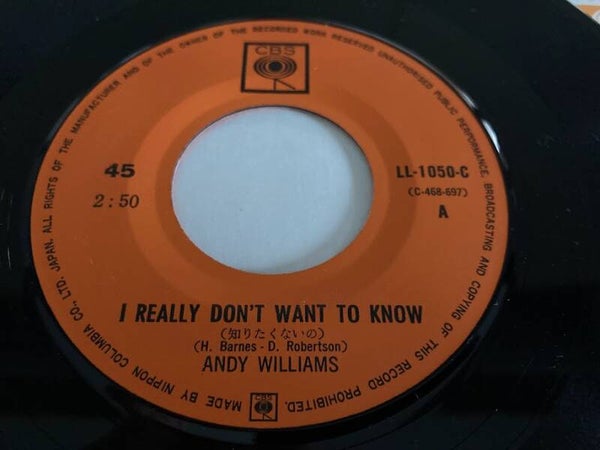 CBS
45
2:50
LL-1050-C
(C-468-697)
A
I REALLY DON'T WANT TO KNOW
(知りたくないの)
(H. Barnes - D. Robertson)
ANDY WILLIAMS
MADE BY NIPPON COLUMBIA CO., LTD. JAPAN. ALL RIGHTS OF THE MANUFACTURER AND OF THE OWNER OF THE RECORDED WORK RESERVED UNAUTHORISED PUBLIC PERFORMANCE, BROADCASTING AND COPYING OF THIS RECORD PROHIBITED.
CBS